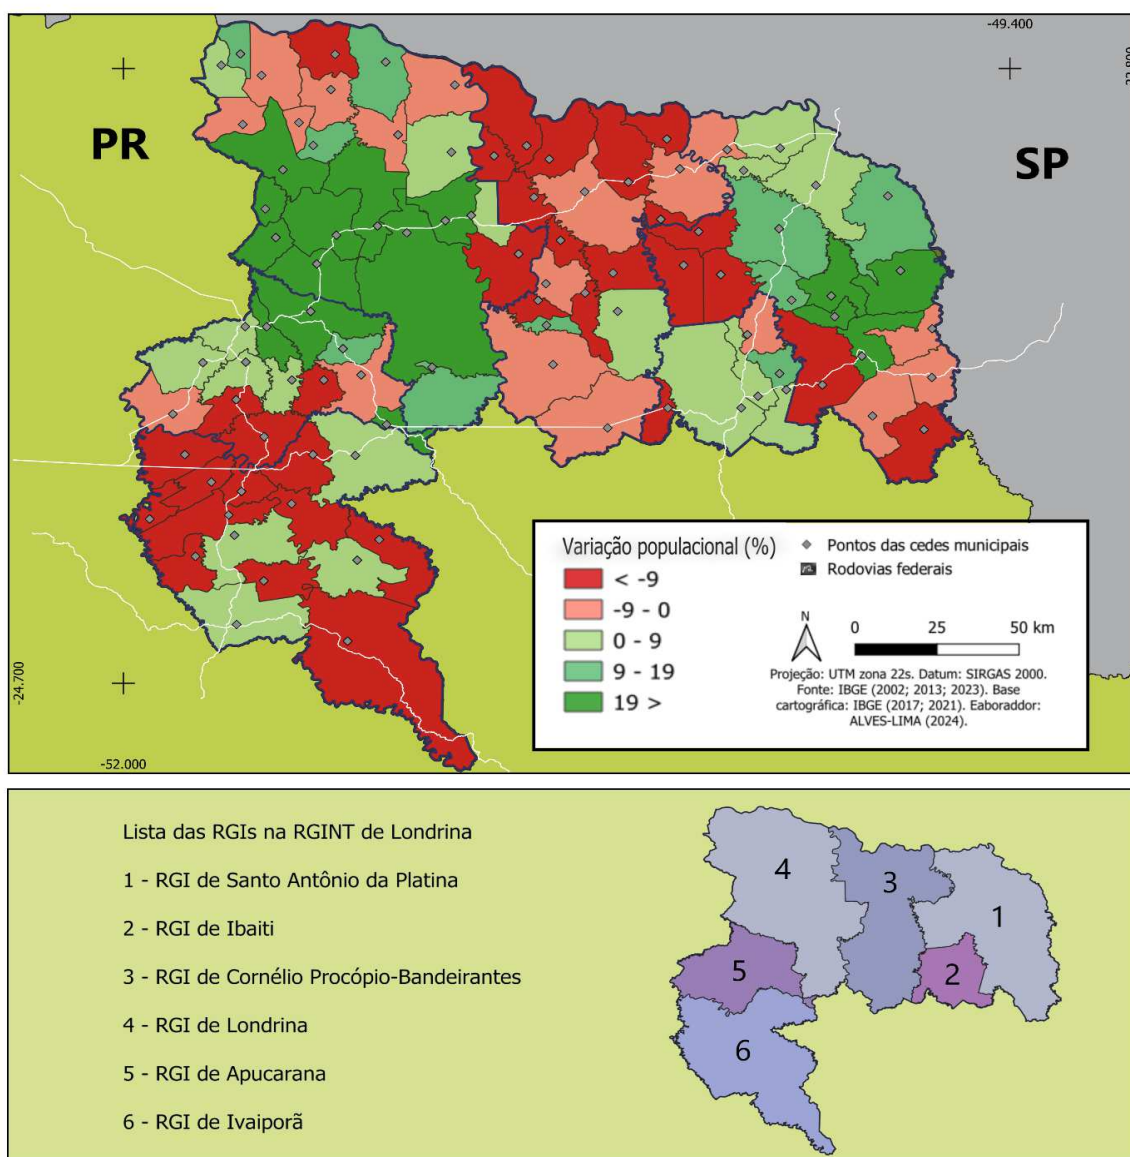 -49.400
-22.800
PR
SP
Variação populacional (%)
< -9
-9 - 0
0 - 9
9 - 19
19 >
Pontos das cedes municipais
Rodovias federais
N
0 25 50 km
Projeção: UTM zona 22s. Datum: SIRGAS 2000.
Fonte: IBGE (2002; 2013; 2023). Base
cartográfica: IBGE (2017; 2021). Eaboraddor:
ALVES-LIMA (2024).
-24.700
-52.000
Lista das RGIs na RGINT de Londrina
1 - RGI de Santo Antônio da Platina
2 - RGI de Ibaiti
3 - RGI de Cornélio Procópio-Bandeirantes
4 - RGI de Londrina
5 - RGI de Apucarana
6 - RGI de Ivaiporã
4
3
1
5
2
6